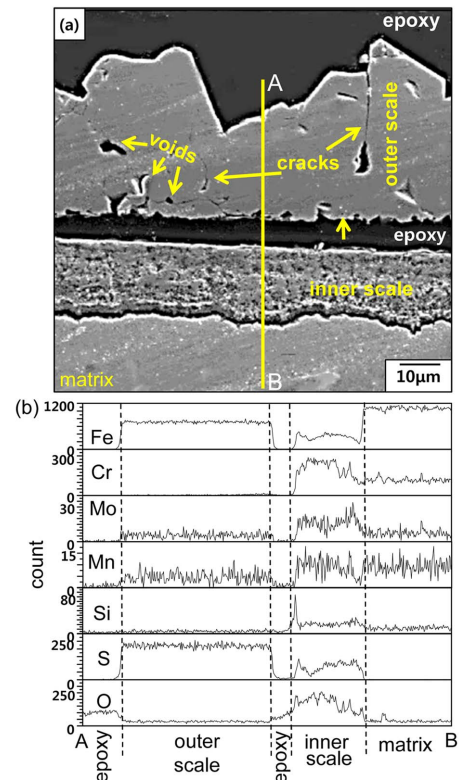 epoxy
(a)
A
voids
cracks
outer scale
epoxy
inner scale
matrix
B
10μm
(b)
1200
Fe
0
300
Cr
0
30
Mo
0
15
Mn
0
80
Si
0
250
S
0
250
O
0
count
A
B
epoxy
outer
scale
epoxy
inner
scale
matrix